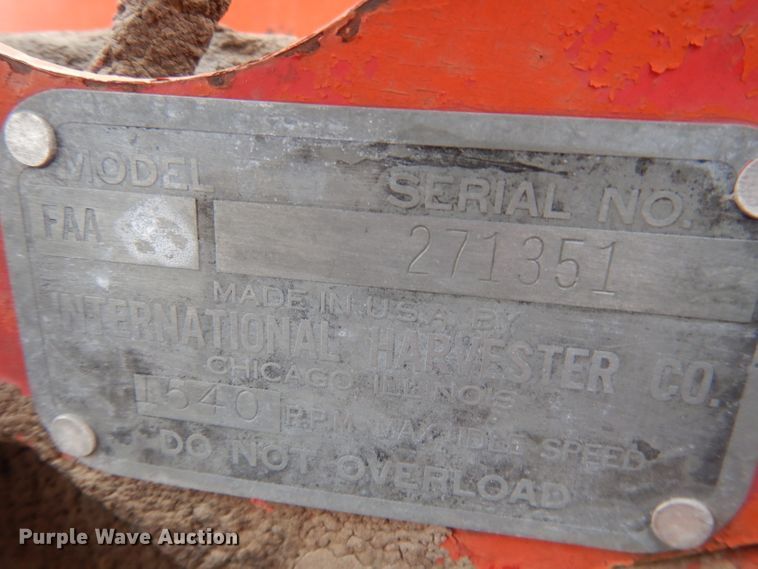 MODEL SERIAL NO.
FAA 271351
MADE IN U.S.A. BY
INTERNATIONAL HARVESTER CO.
CHICAGO, ILLINOIS
1540 R.P.M. MAX. IDLE SPEED
DO NOT OVERLOAD
Purple Wave Auction®